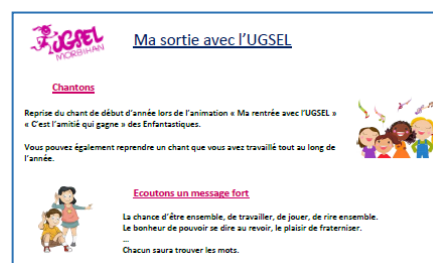 UGSEL
MORBIHAN
Ma sortie avec l'UGSEL
Chantons
Reprise du chant de début d'année lors de l'animation « Ma rentrée avec l'UGSEL »
« C'est l'amitié qui gagne » des Enfantastiques.
Vous pouvez également reprendre un chant que vous avez travaillé tout au long de
l'année.
Ecoutons un message fort
La chance d'être ensemble, de travailler, de jouer, de rire ensemble.
Le bonheur de pouvoir se dire au revoir, le plaisir de fraterniser.
...
Chacun saura trouver les mots.